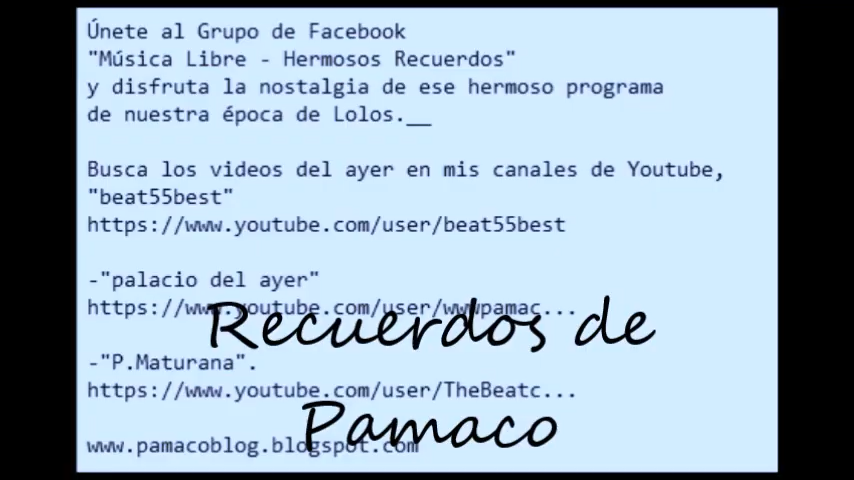 Únete al Grupo de Facebook
"Música Libre - Hermosos Recuerdos"
y disfruta la nostalgia de ese hermoso programa
de nuestra época de Lolos.__
Busca los videos del ayer en mis canales de Youtube,
"beat55best"
https://www.youtube.com/user/beat55best
-"palacio del ayer"
https://www.youtube.com/user/wwwpamac...
Recuerdos de
-"P.Maturana".
https://www.youtube.com/user/TheBeatc...
Pamaco
www.pamacoblog.blogspot.com